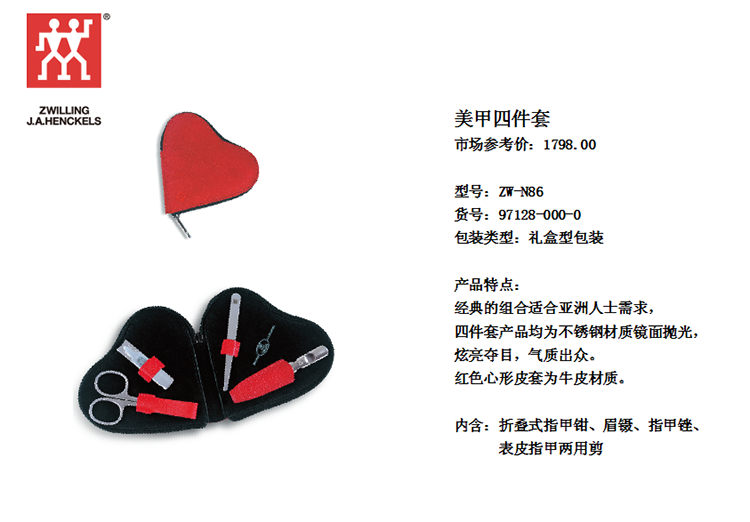 ®
ZWILLING
J.A.HENCKELS
美甲四件套
市场参考价：1798.00
型号：ZW-N86
货号：97128-000-0
包装类型：礼盒型包装
产品特点：
经典的组合适合亚洲人士需求，
四件套产品均为不锈钢材质镜面抛光，
炫亮夺目，气质出众。
红色心形皮套为牛皮材质。
内含：折叠式指甲钳、眉镊、指甲锉、
表皮指甲两用剪